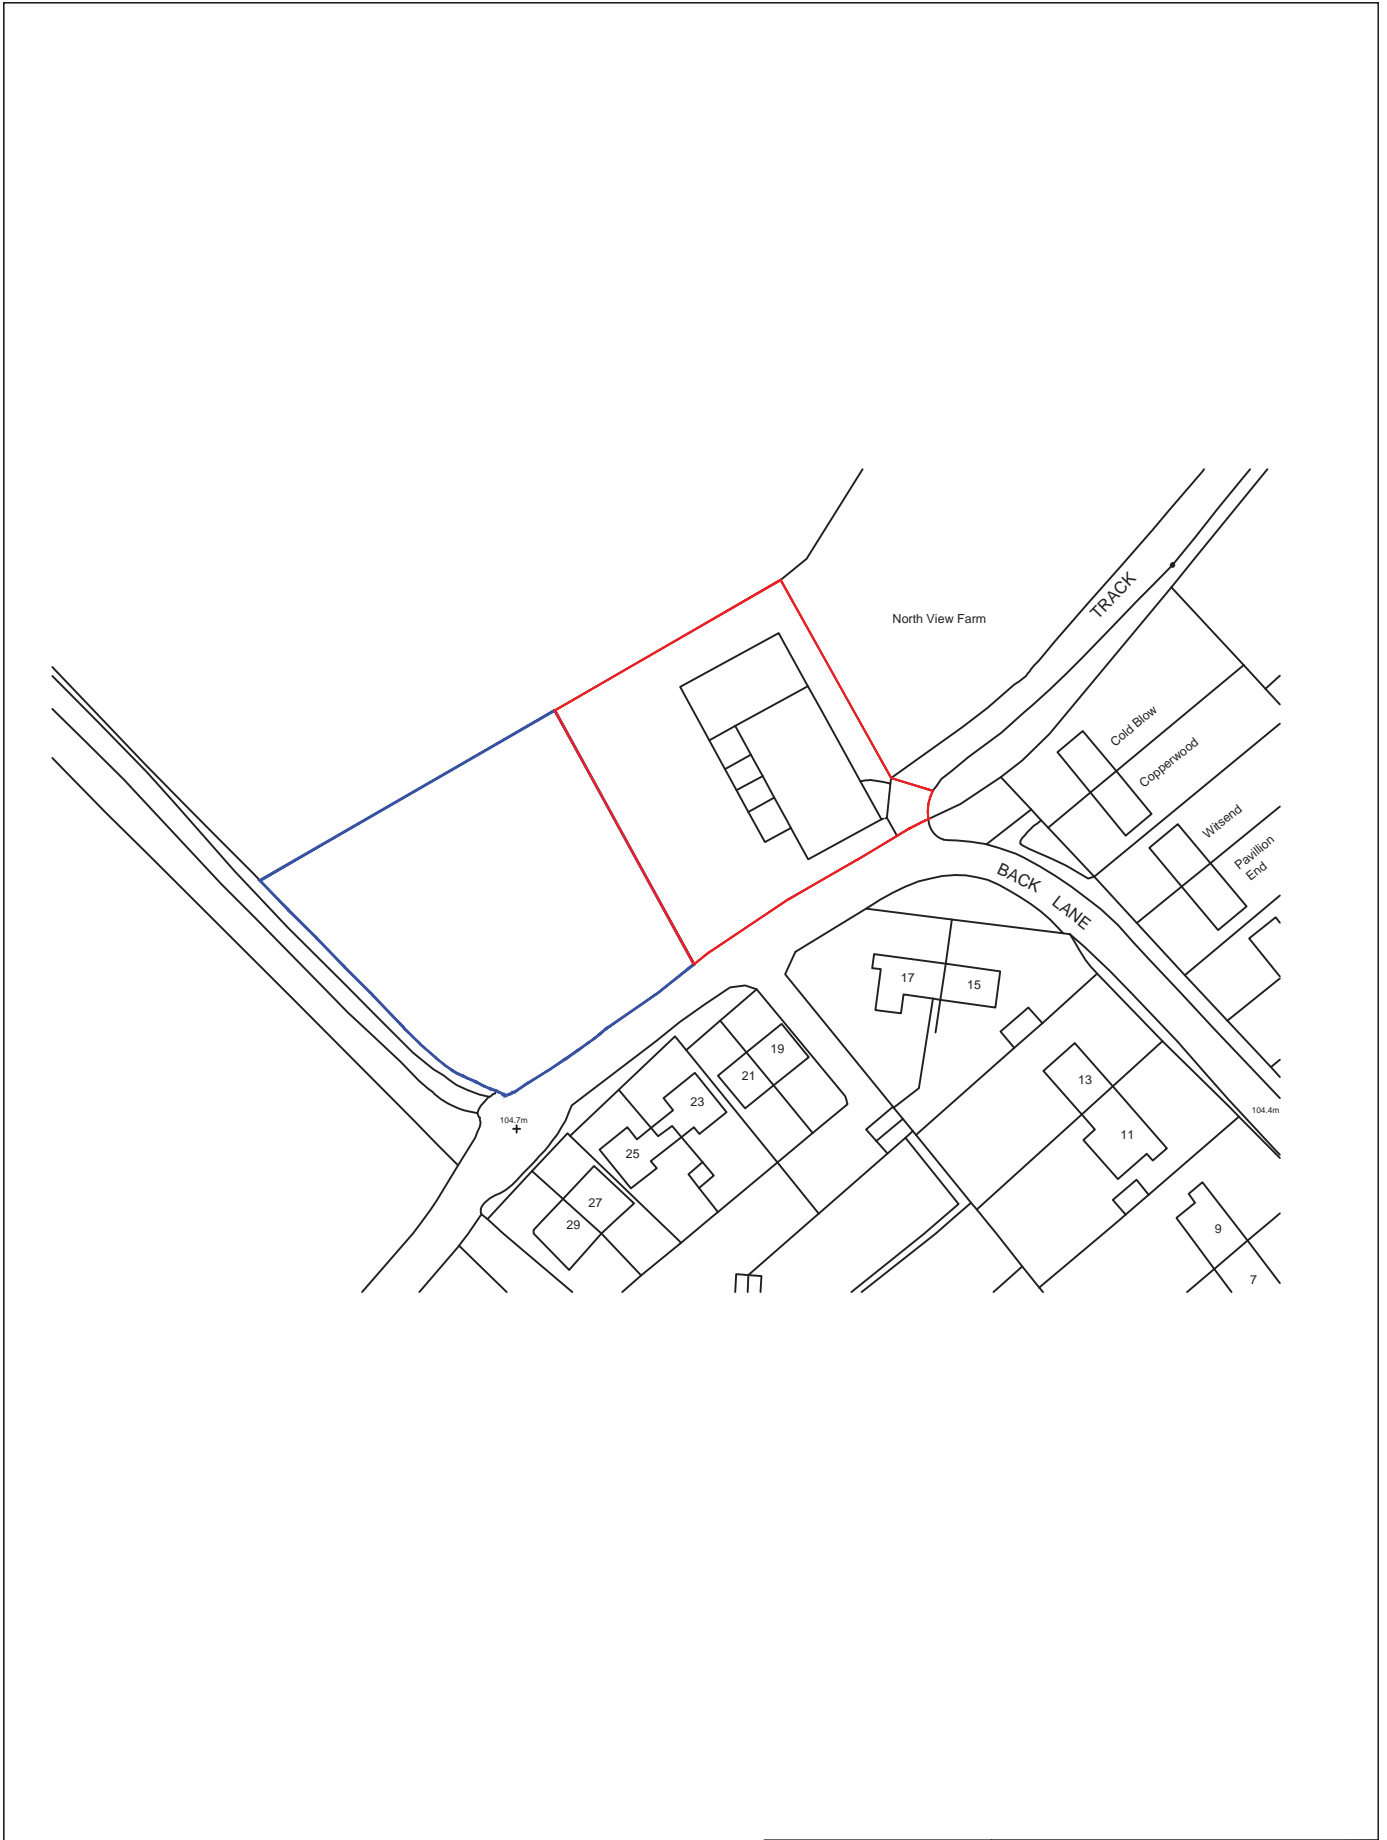 TRACK
North View Farm
Cold Blow
Copperwood
Witsend
Pavillion
End
BACK LANE
17
15
19
21
13
23
104.7m
104.4m
11
25
27
29
9
7